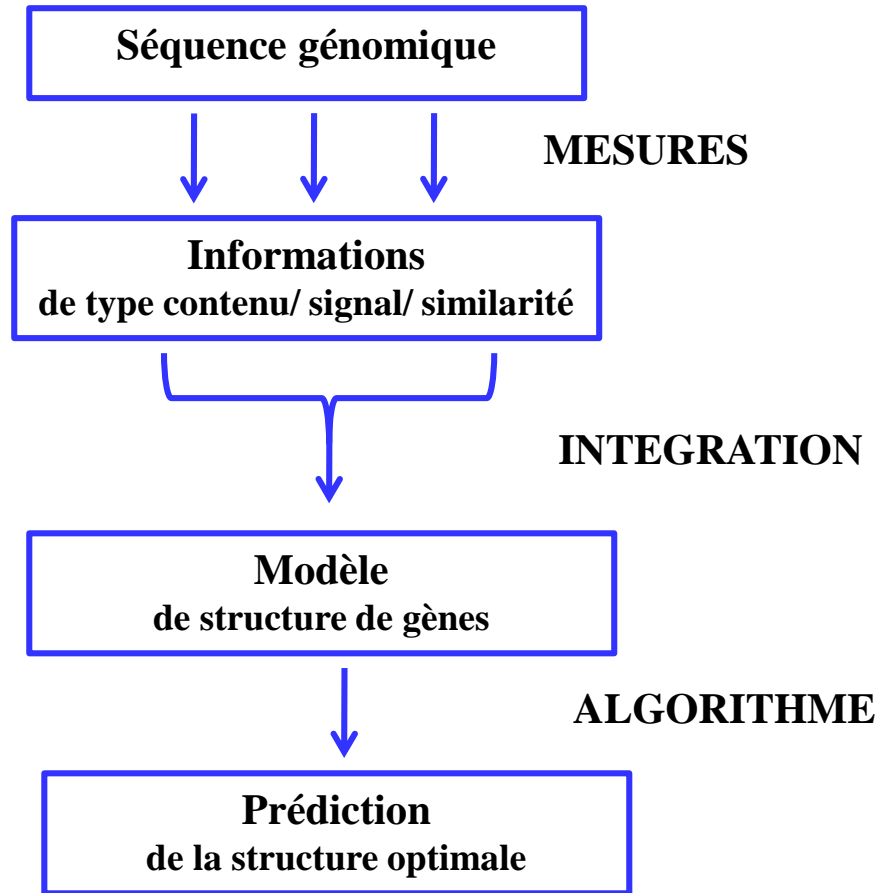 Séquence génomique
MESURES
Informations
de type contenu/ signal/ similarité
INTEGRATION
Modèle
de structure de gènes
ALGORITHME
Prédiction
de la structure optimale